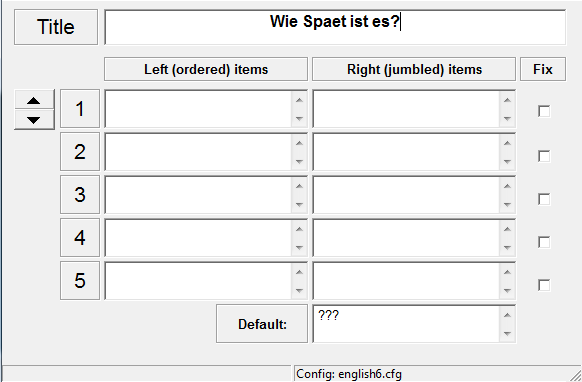 Title Wie Spaet ist es?
Left (ordered) items Right (jumbled) items Fix
1
2
3
4
5
Default: ???
Config: english6.cfg